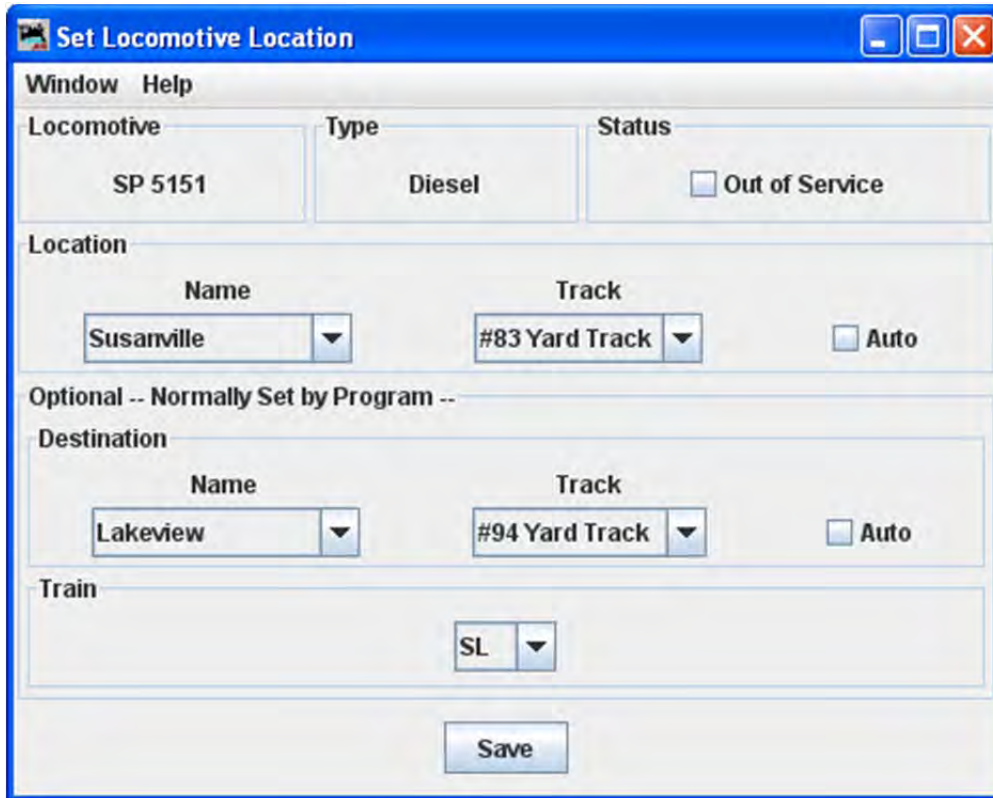 Set Locomotive Location
Window Help
Locomotive Type Status
SP 5151 Diesel Out of Service
Location
Name Track
Susanville #83 Yard Track Auto
Optional -- Normally Set by Program --
Destination
Name Track
Lakeview #94 Yard Track Auto
Train
SL
Save